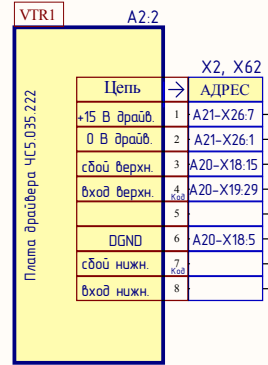 VTR1 A2:2
X2, X62
Плата драйвера ЧС5.035.222
Цепь → АДРЕС
+15 В драйв. 1 A21-X26:7
0 В драйв. 2 A21-X26:1
сбой верхн. 3 A20-X18:15
вход верхн. 4 Код A20-X19:29
5
DGND 6 A20-X18:5
сбой нижн. 7 Код
вход нижн. 8